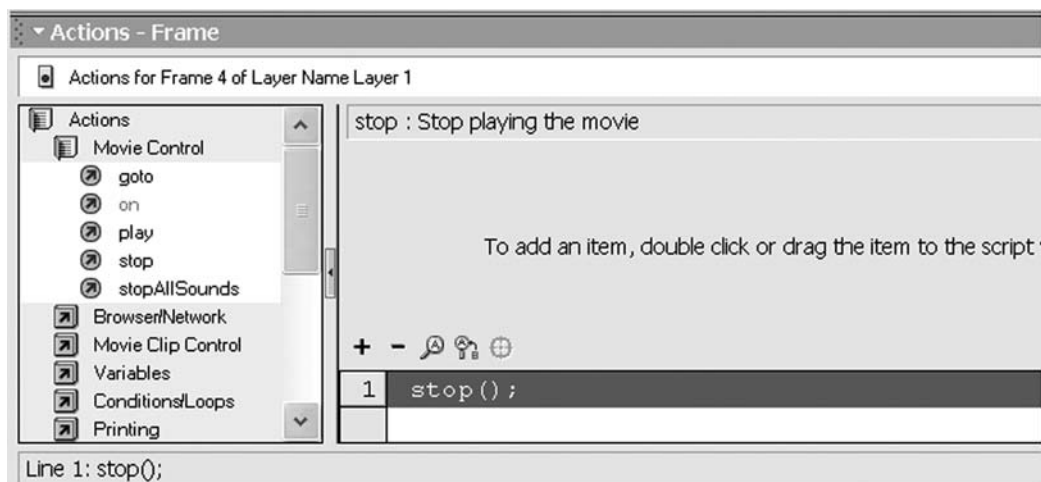 Actions - Frame
Actions for Frame 4 of Layer Name Layer 1
Actions
Movie Control
goto
on
play
stop
stopAllSounds
Browser/Network
Movie Clip Control
Variables
Conditions/Loops
Printing
stop : Stop playing the movie
To add an item, double click or drag the item to the script
+ -
1 stop();
Line 1: stop();